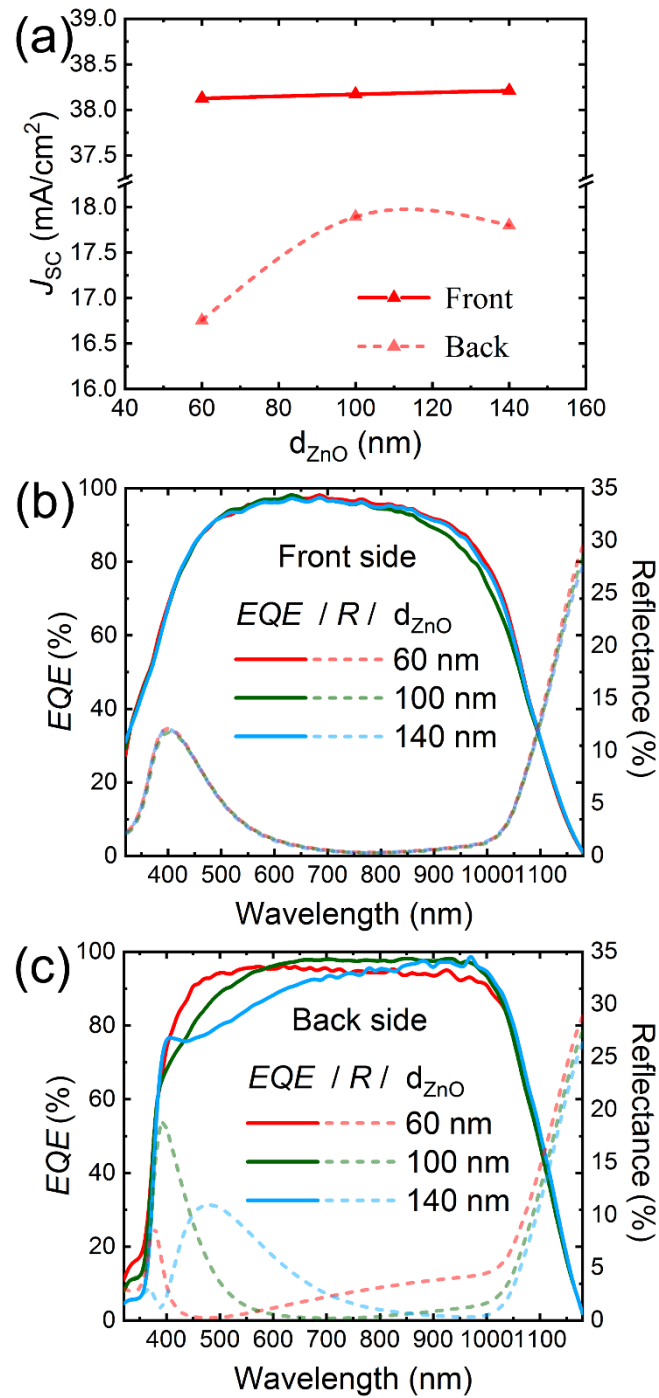 (a)
39.0
38.5
38.0
37.5
18.0
17.5
17.0
16.5
16.0
J_SC (mA/cm²)
Front
Back
40 60 80 100 120 140 160
d_ZnO (nm)
(b)
100
80
60
40
20
0
EQE (%)
35
30
25
20
15
10
5
0
Reflectance (%)
Front side
EQE / R / d_ZnO
60 nm
100 nm
140 nm
400 500 600 700 800 900 1000 1100
Wavelength (nm)
(c)
100
80
60
40
20
0
EQE (%)
35
30
25
20
15
10
5
0
Reflectance (%)
Back side
EQE / R / d_ZnO
60 nm
100 nm
140 nm
400 500 600 700 800 900 1000 1100
Wavelength (nm)